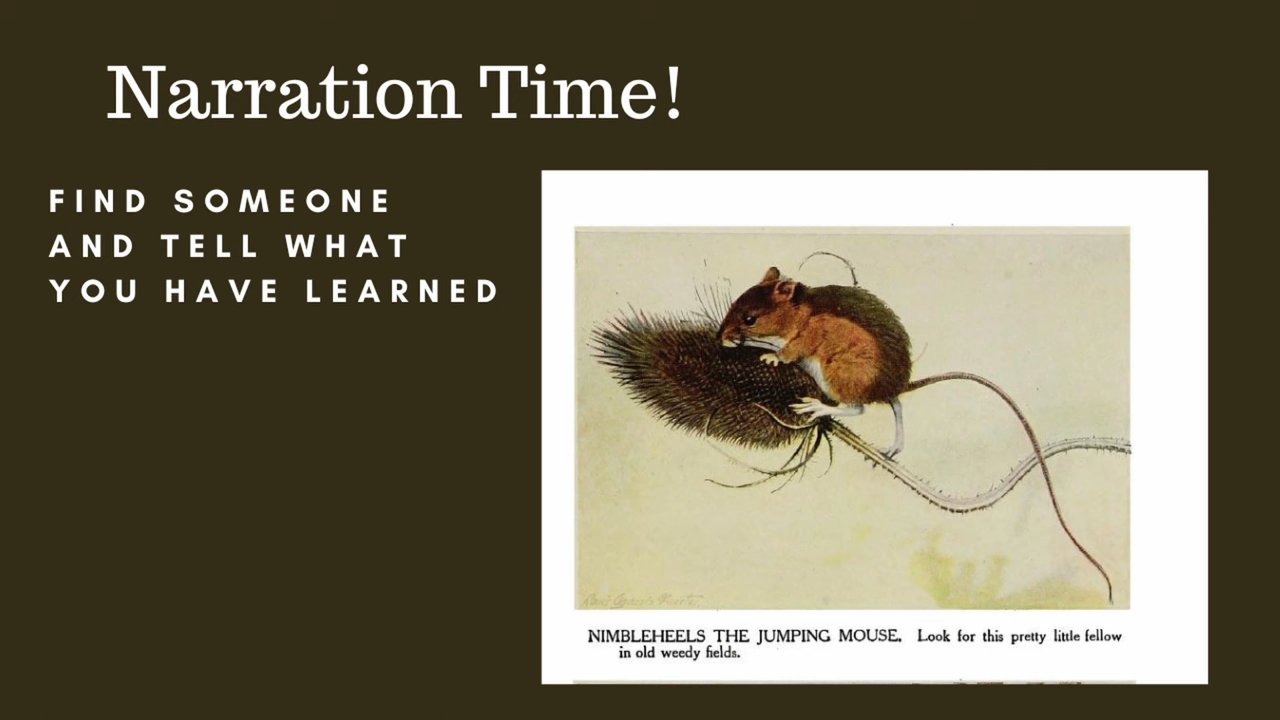 Narration Time!
FIND SOMEONE
AND TELL WHAT
YOU HAVE LEARNED
NIMBLEHEELS THE JUMPING MOUSE. Look for this pretty little fellow
in old weedy fields.